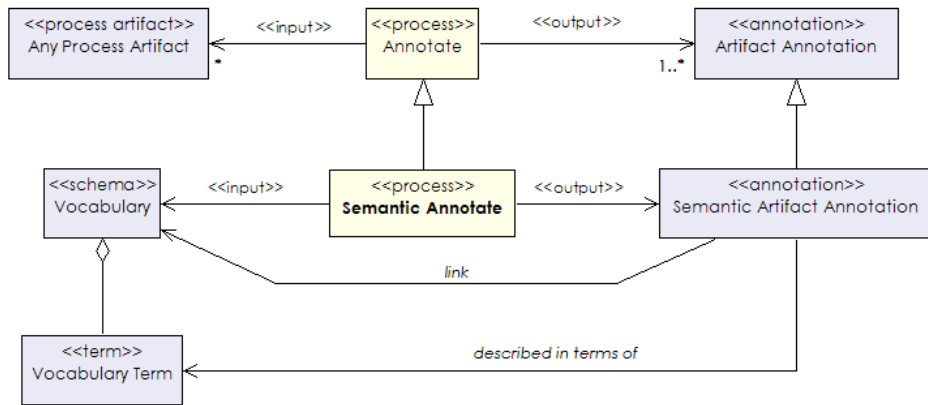 <<process artifact>>
Any Process Artifact
*
<<input>>
<<process>>
Annotate
<<output>>
1..*
<<annotation>>
Artifact Annotation
<<schema>>
Vocabulary
<<input>>
<<process>>
Semantic Annotate
<<output>>
<<annotation>>
Semantic Artifact Annotation
link
<<term>>
Vocabulary Term
described in terms of